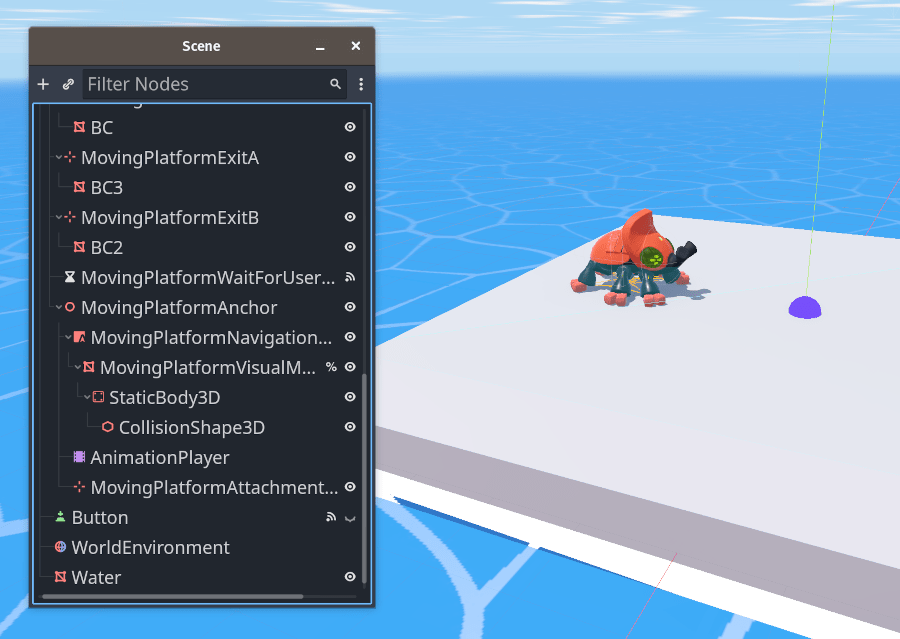 Scene
Filter Nodes
BC
MovingPlatformExitA
BC3
MovingPlatformExitB
BC2
MovingPlatformWaitForUser...
MovingPlatformAnchor
MovingPlatformNavigation...
MovingPlatformVisualM... %
StaticBody3D
CollisionShape3D
AnimationPlayer
MovingPlatformAttachment...
Button
WorldEnvironment
Water